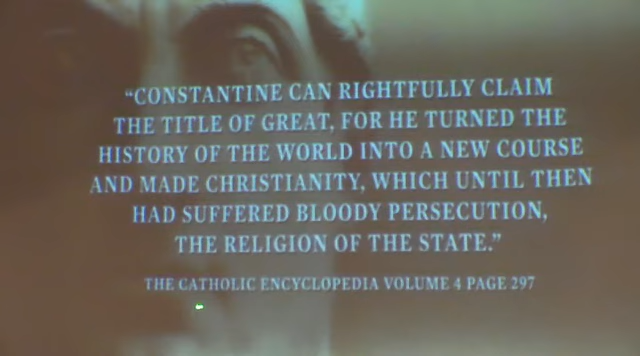 “CONSTANTINE CAN RIGHTFULLY CLAIM
THE TITLE OF GREAT, FOR HE TURNED THE
HISTORY OF THE WORLD INTO A NEW COURSE
AND MADE CHRISTIANITY, WHICH UNTIL THEN
HAD SUFFERED BLOODY PERSECUTION,
THE RELIGION OF THE STATE.”
THE CATHOLIC ENCYCLOPEDIA VOLUME 4 PAGE 297